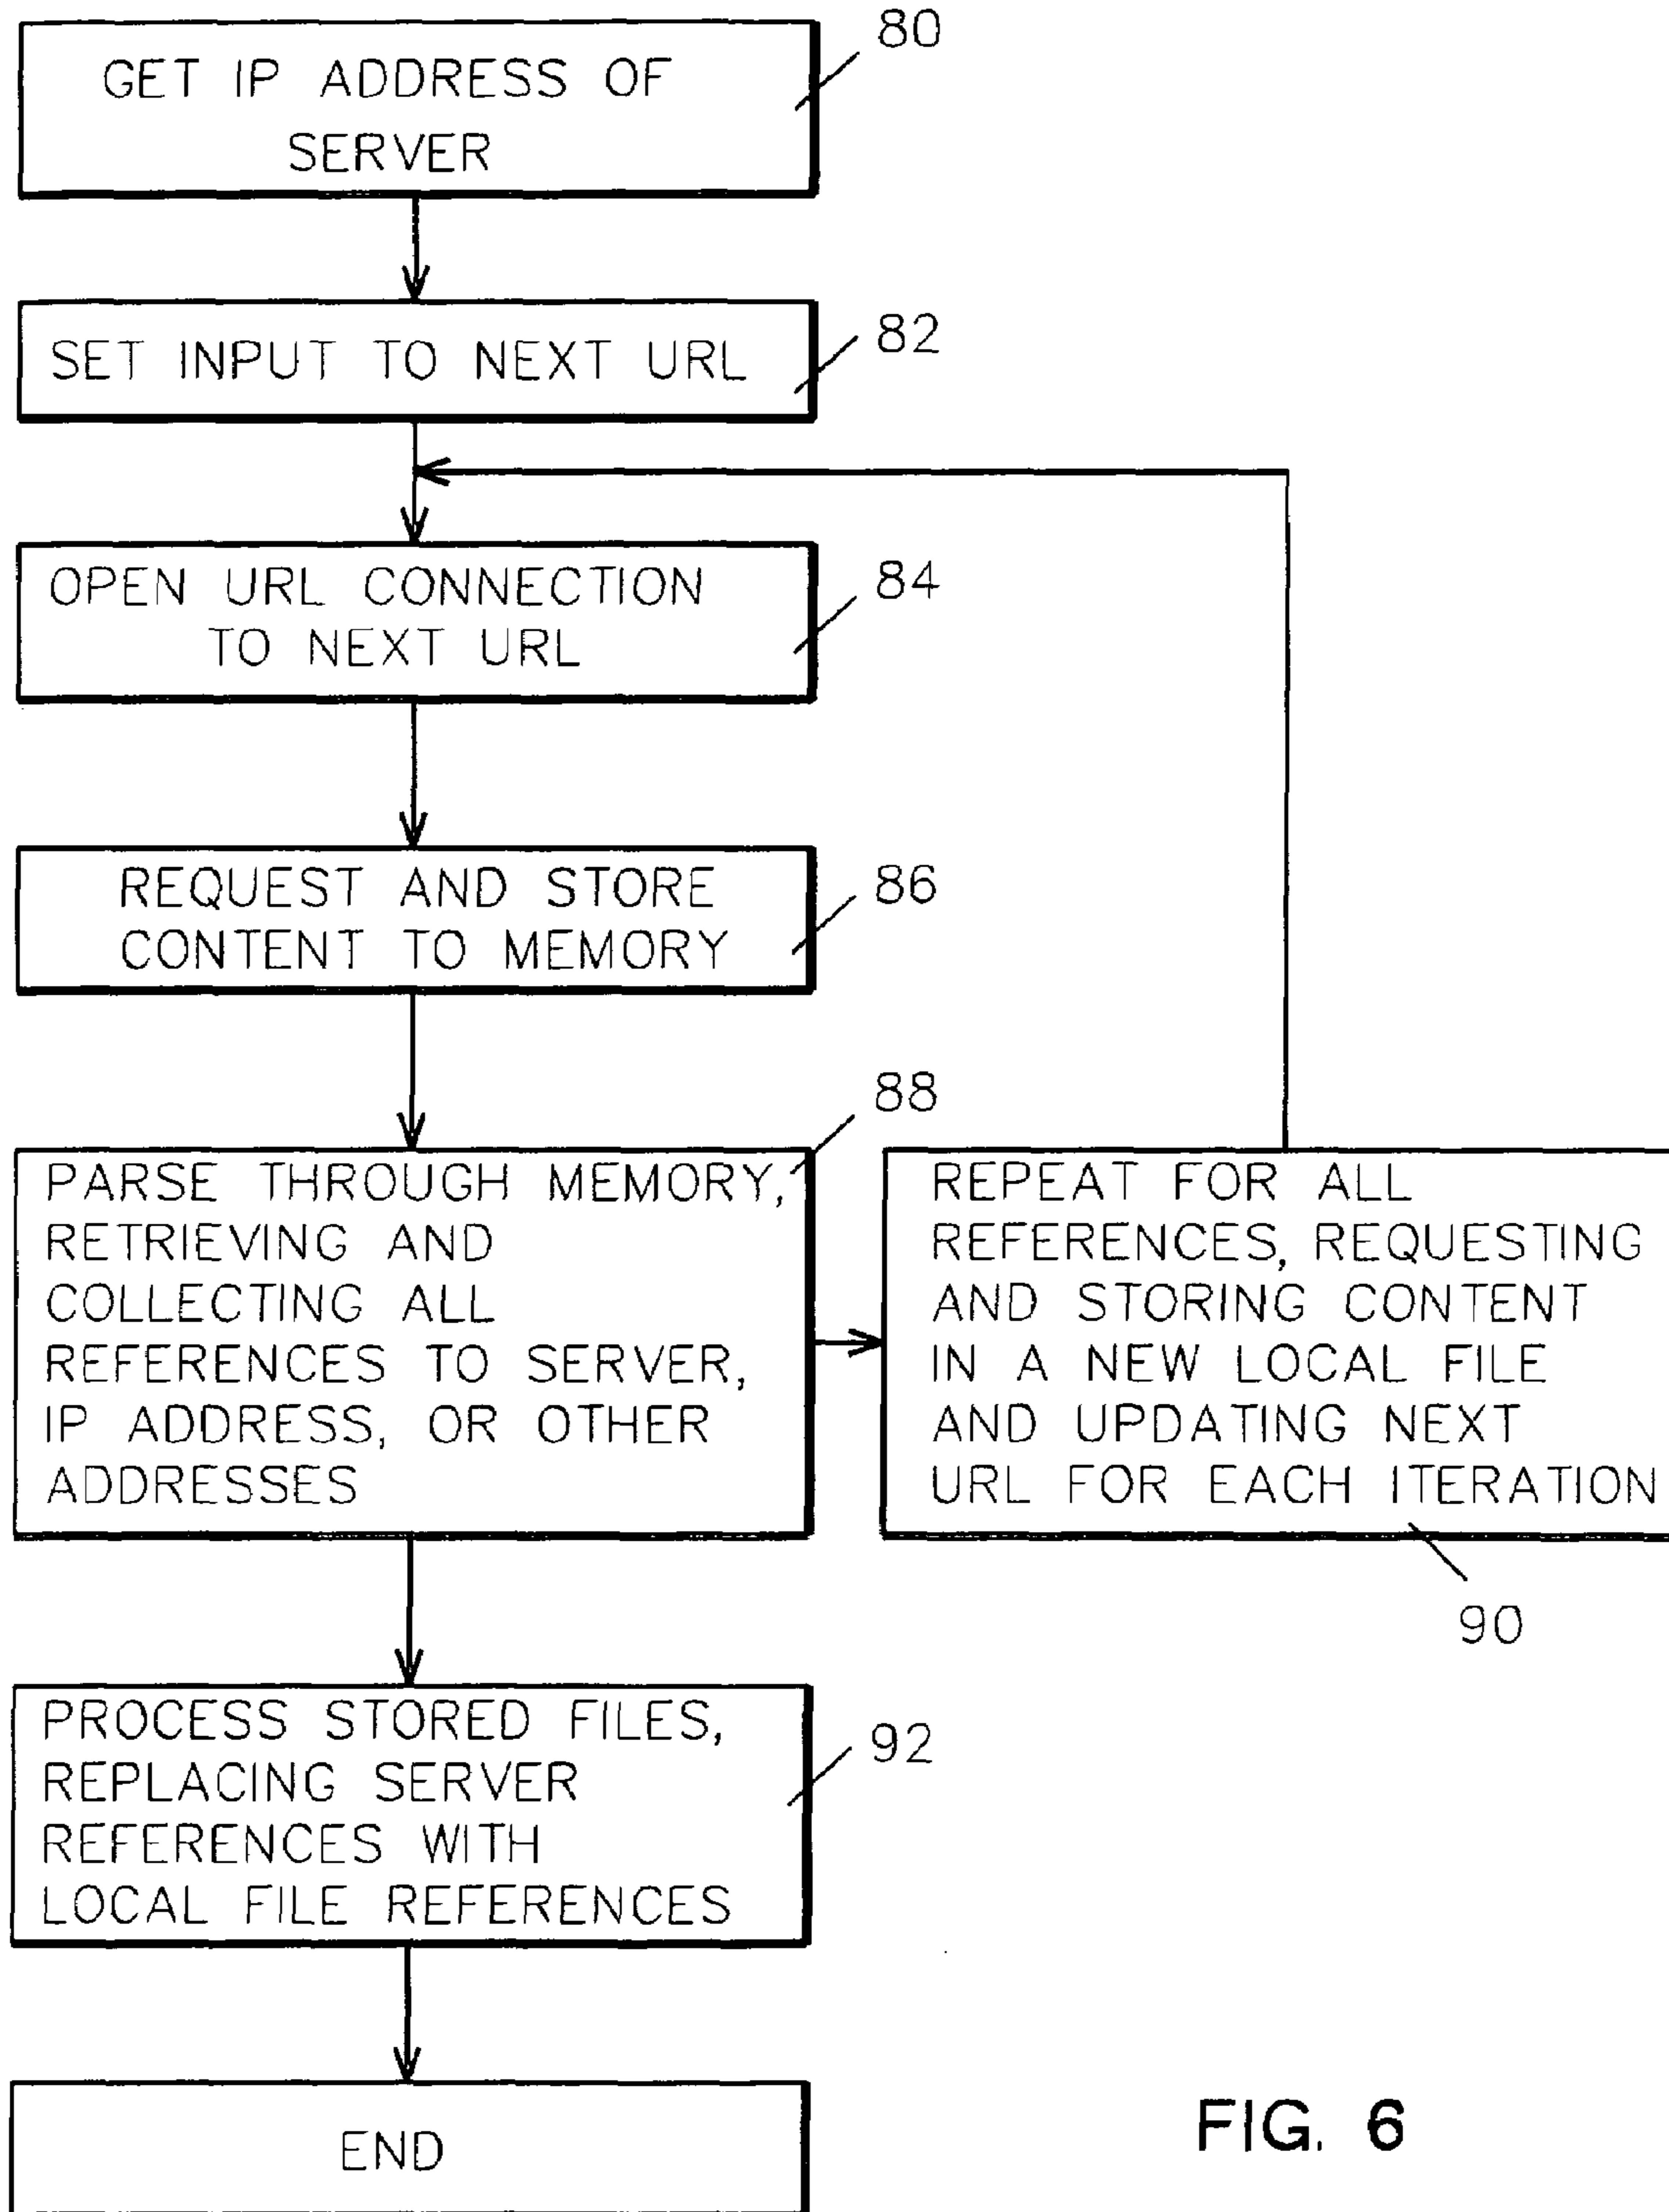 80
GET IP ADDRESS OF
SERVER
82
SET INPUT TO NEXT URL
84
OPEN URL CONNECTION
TO NEXT URL
86
REQUEST AND STORE
CONTENT TO MEMORY
88
PARSE THROUGH MEMORY,
RETRIEVING AND
COLLECTING ALL
REFERENCES TO SERVER,
IP ADDRESS, OR OTHER
ADDRESSES
REPEAT FOR ALL
REFERENCES, REQUESTING
AND STORING CONTENT
IN A NEW LOCAL FILE
AND UPDATING NEXT
URL FOR EACH ITERATION
90
PROCESS STORED FILES,
REPLACING SERVER
REFERENCES WITH
LOCAL FILE REFERENCES
92
END
FIG. 6